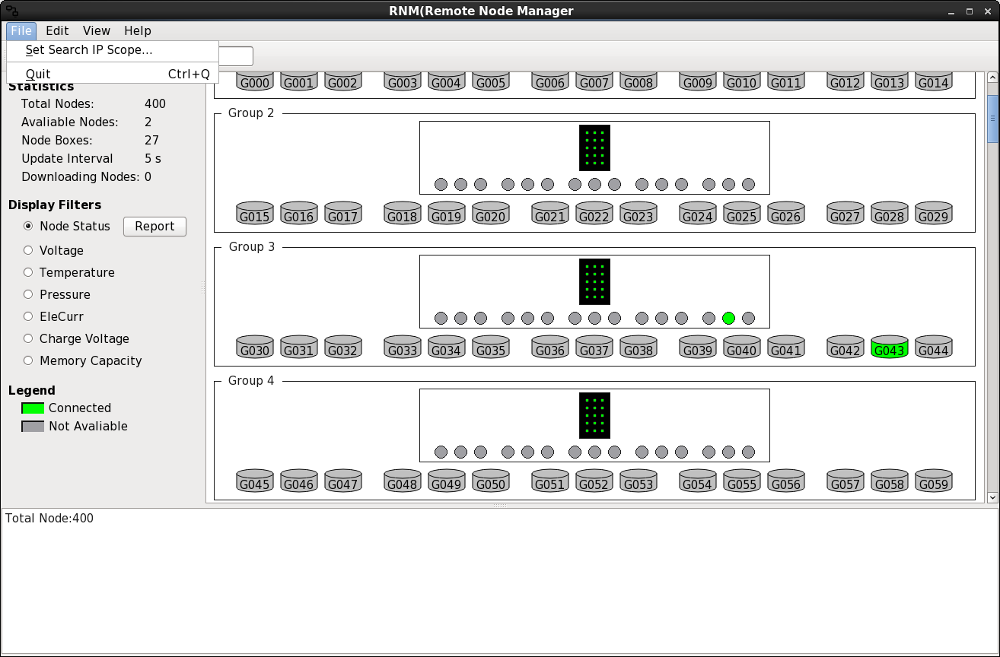 RNM(Remote Node Manager
File Edit View Help
Set Search IP Scope...
Quit Ctrl+Q
Statistics
Total Nodes: 400
Avaliable Nodes: 2
Node Boxes: 27
Update Interval 5 s
Downloading Nodes: 0
Display Filters
Node Status Report
Voltage
Temperature
Pressure
EleCurr
Charge Voltage
Memory Capacity
Legend
Connected
Not Avaliable
G000 G001 G002 G003 G004 G005 G006 G007 G008 G009 G010 G011 G012 G013 G014
Group 2
G015 G016 G017 G018 G019 G020 G021 G022 G023 G024 G025 G026 G027 G028 G029
Group 3
G030 G031 G032 G033 G034 G035 G036 G037 G038 G039 G040 G041 G042 G043 G044
Group 4
G045 G046 G047 G048 G049 G050 G051 G052 G053 G054 G055 G056 G057 G058 G059
Total Node:400